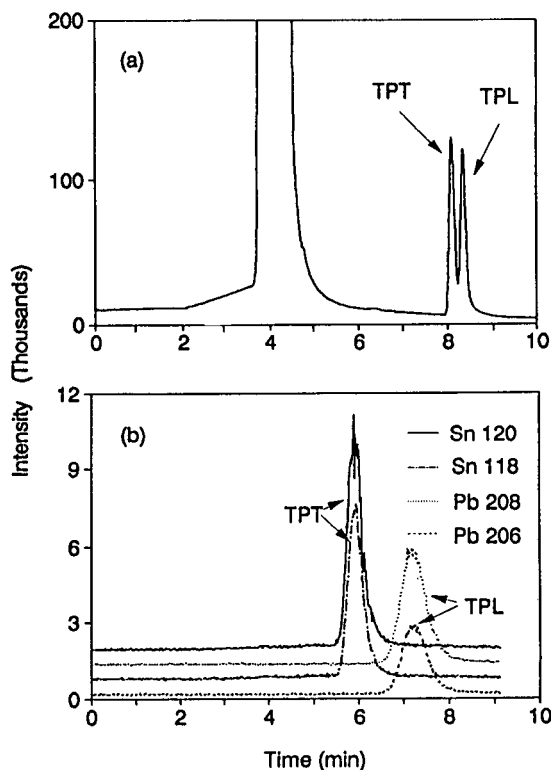 Intensity (Thousands)
200
100
0
(a)
TPT
TPL
0 2 4 6 8 10
12
9
6
3
0
(b)
Sn 120
Sn 118
Pb 208
Pb 206
TPT
TPL
0 2 4 6 8 10
Time (min)